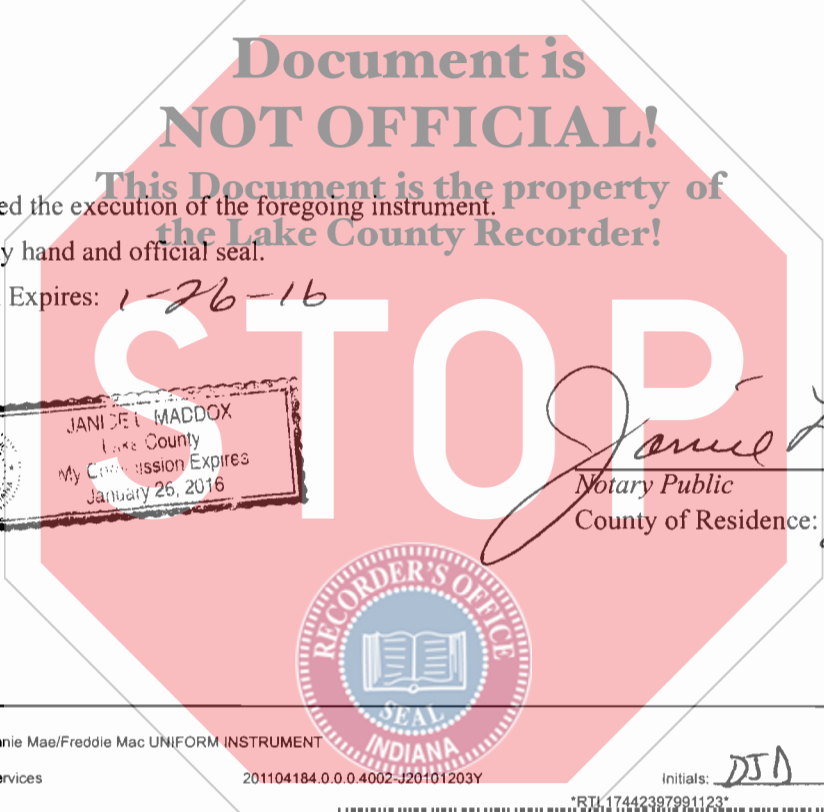 Document is
NOT OFFICIAL!
This Document is the property of
the Lake County Recorder!
ed the execution of the foregoing instrument.
y hand and official seal.
Expires: 1-26-16
STOP
JANICE L MADDOX
Lake County
My Commission Expires
January 26, 2016
Janice L
Notary Public
County of Residence:
RECORDER'S OFFICE
SEAL
INDIANA
nnie Mae/Freddie Mac UNIFORM INSTRUMENT
ervices
201104184.0.0.0.4002-J20101203Y
Initials: DJD
*RTL17442397991123*